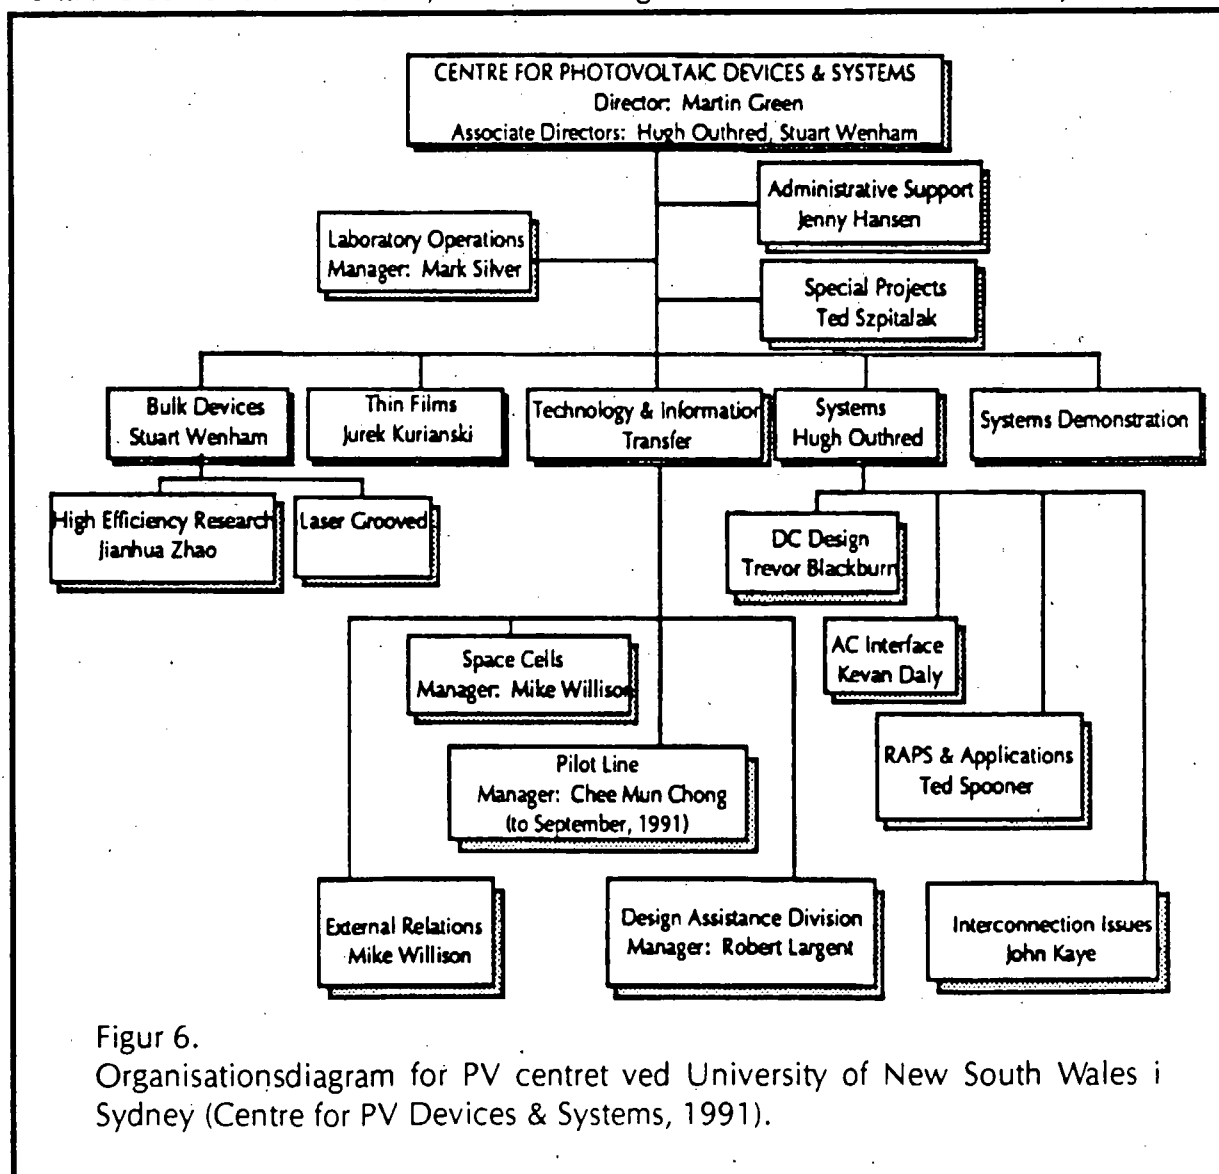 CENTRE FOR PHOTOVOLTAIC DEVICES & SYSTEMS
Director: Martin Green
Associate Directors: Hugh Outhred, Stuart Wenham
Administrative Support
Jenny Hansen
Laboratory Operations
Manager: Mark Silver
Special Projects
Ted Szpitalak
Bulk Devices
Stuart Wenham
Thin Films
Jurek Kurianski
Technology & Information
Transfer
Systems
Hugh Outhred
Systems Demonstration
High Efficiency Research
Jianhua Zhao
Laser Grooved
DC Design
Trevor Blackburn
Space Cells
Manager: Mike Willison
AC Interface
Kevan Daly
Pilot Line
Manager: Chee Mun Chong
(to September, 1991)
RAPS & Applications
Ted Spooner
External Relations
Mike Willison
Design Assistance Division
Manager: Robert Largent
Interconnection Issues
John Kaye
Figur 6.
Organisationsdiagram for PV centret ved University of New South Wales i
Sydney (Centre for PV Devices & Systems, 1991).